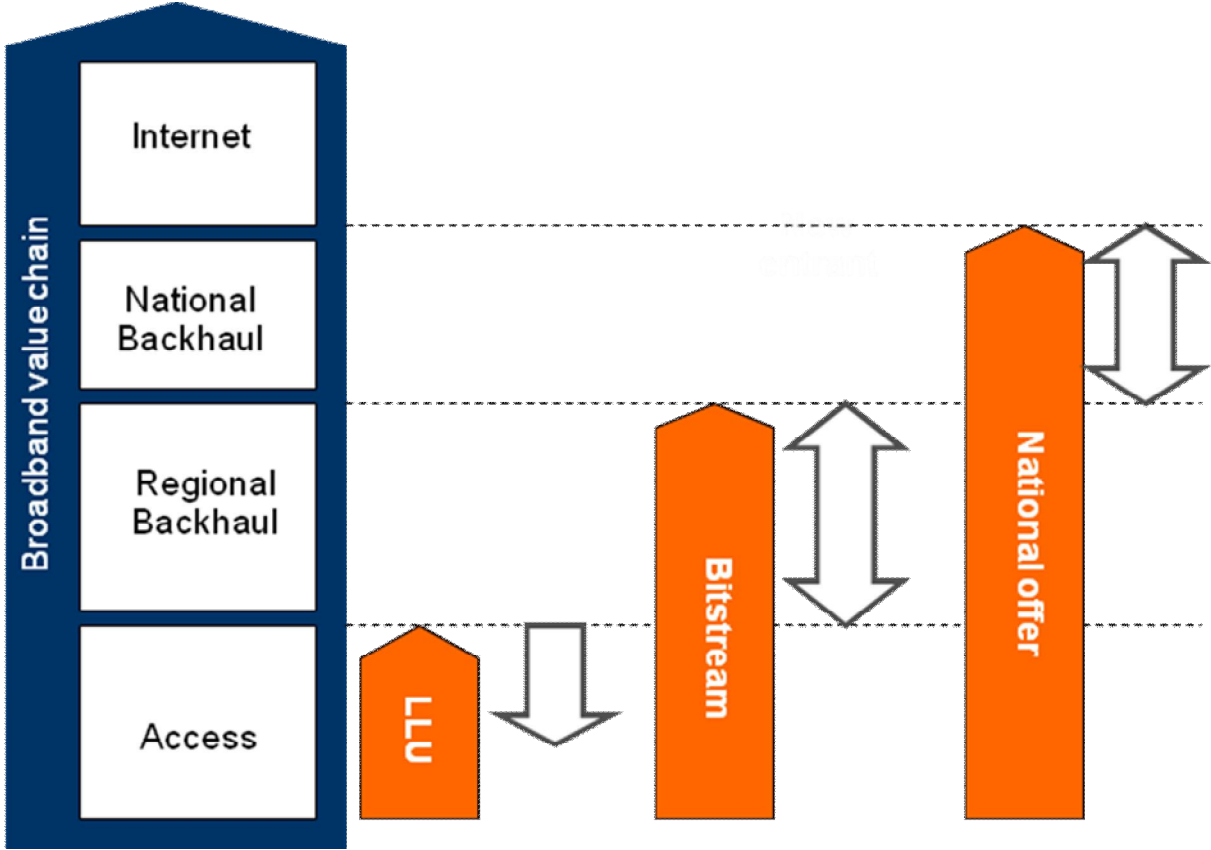 Broadband value chain
Internet
National
Backhaul
Regional
Backhaul
Access
LLU
Bitstream
National offer